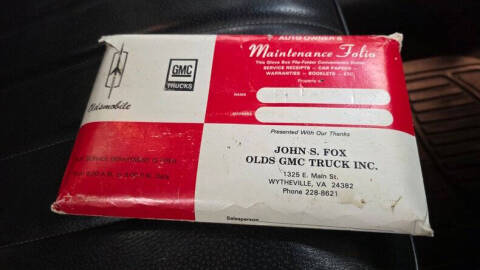 AUTO OWNER'S
Maintenance Folio
This Glove Box File-Folder Conveniently Stores
SERVICE RECEIPTS - CAR PAPERS -
WARRANTIES - BOOKLETS - ETC.
Property of
NAME
ADDRESS
GMC
TRUCKS
Oldsmobile
Presented With Our Thanks
JOHN S. FOX
OLDS GMC TRUCK INC.
1325 E. Main St.
WYTHEVILLE, VA 24382
Phone 228-8621
SERVICE DEPARTMENT
Salesperson